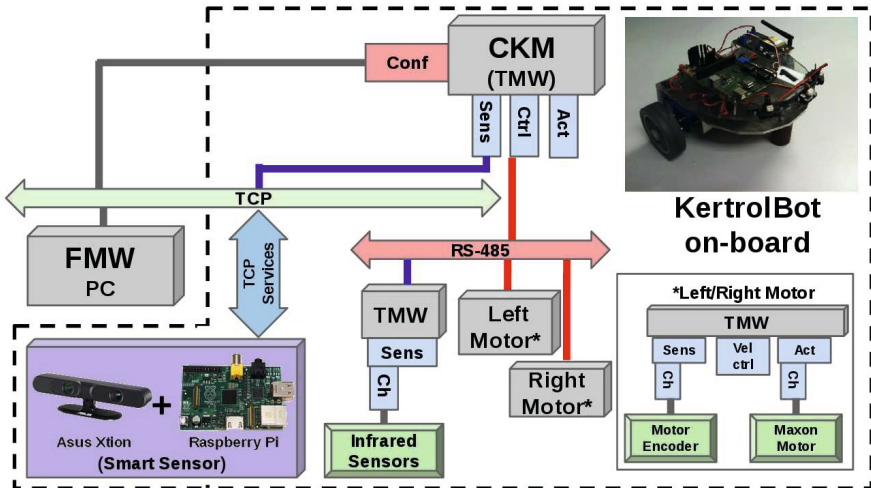 CKM
(TMW)
Conf
Sens
Ctrl
Act
TCP
KertrolBot
on-board
FMW
PC
TCP
Services
RS-485
TMW
Sens
Ch
Left
Motor*
Right
Motor*
Infrared
Sensors
Asus Xtion
+
Raspberry Pi
(Smart Sensor)
*Left/Right Motor
TMW
Sens
Vel
ctrl
Act
Ch
Ch
Motor
Encoder
Maxon
Motor